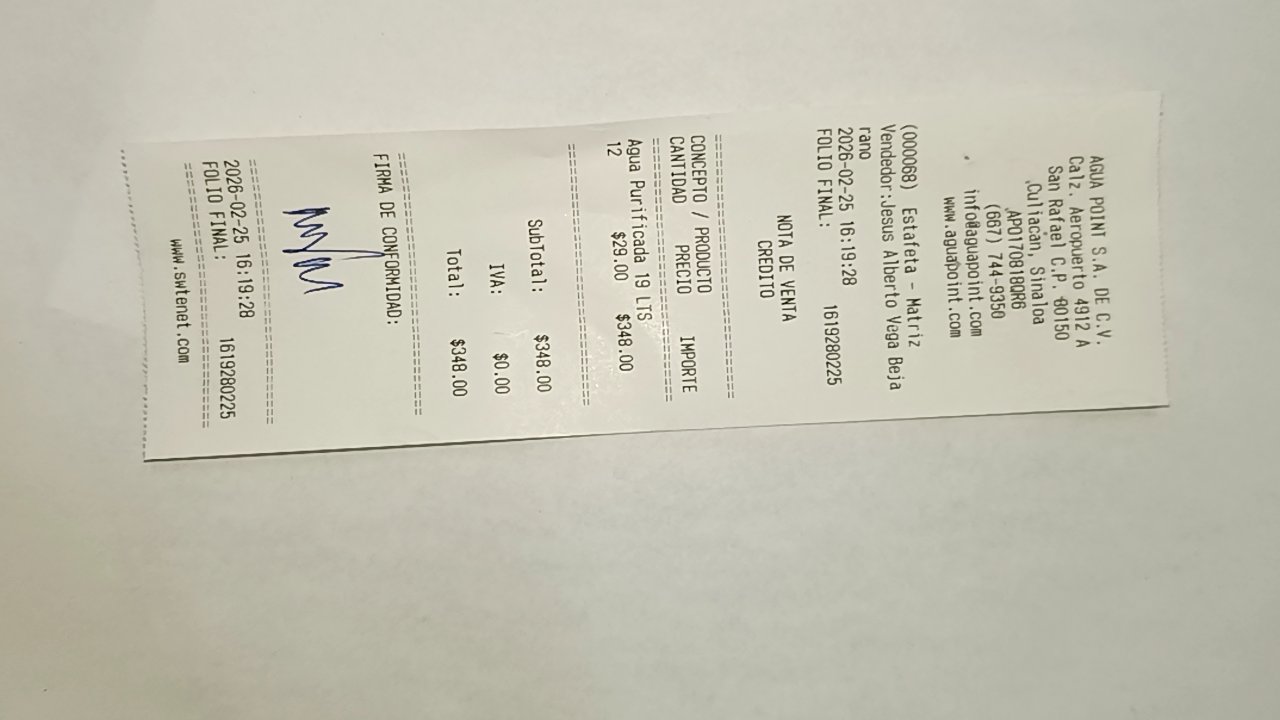 AGUA POINT S.A. DE C.V.
Calz. Aeropuerto 4912 A
San Rafael C.P. 80150
Culiacan, Sinaloa
APO170818QR6
(667) 744-9350
info@aguapoint.com
www.aguapoint.com
(000068) Estafeta - Matriz
Vendedor:Jesus Alberto Vega Beja
rano
2026-02-25 16:19:28
FOLIO FINAL: 1619280225
NOTA DE VENTA
CREDITO
================================
CONCEPTO / PRODUCTO
CANTIDAD PRECIO IMPORTE
================================
Agua Purificada 19 LTS
12 $29.00 $348.00
================================
SubTotal: $348.00
IVA: $0.00
Total: $348.00
================================
FIRMA DE CONFORMIDAD:
================================
2026-02-25 16:19:28
FOLIO FINAL: 1619280225
================================
www.swtenet.com